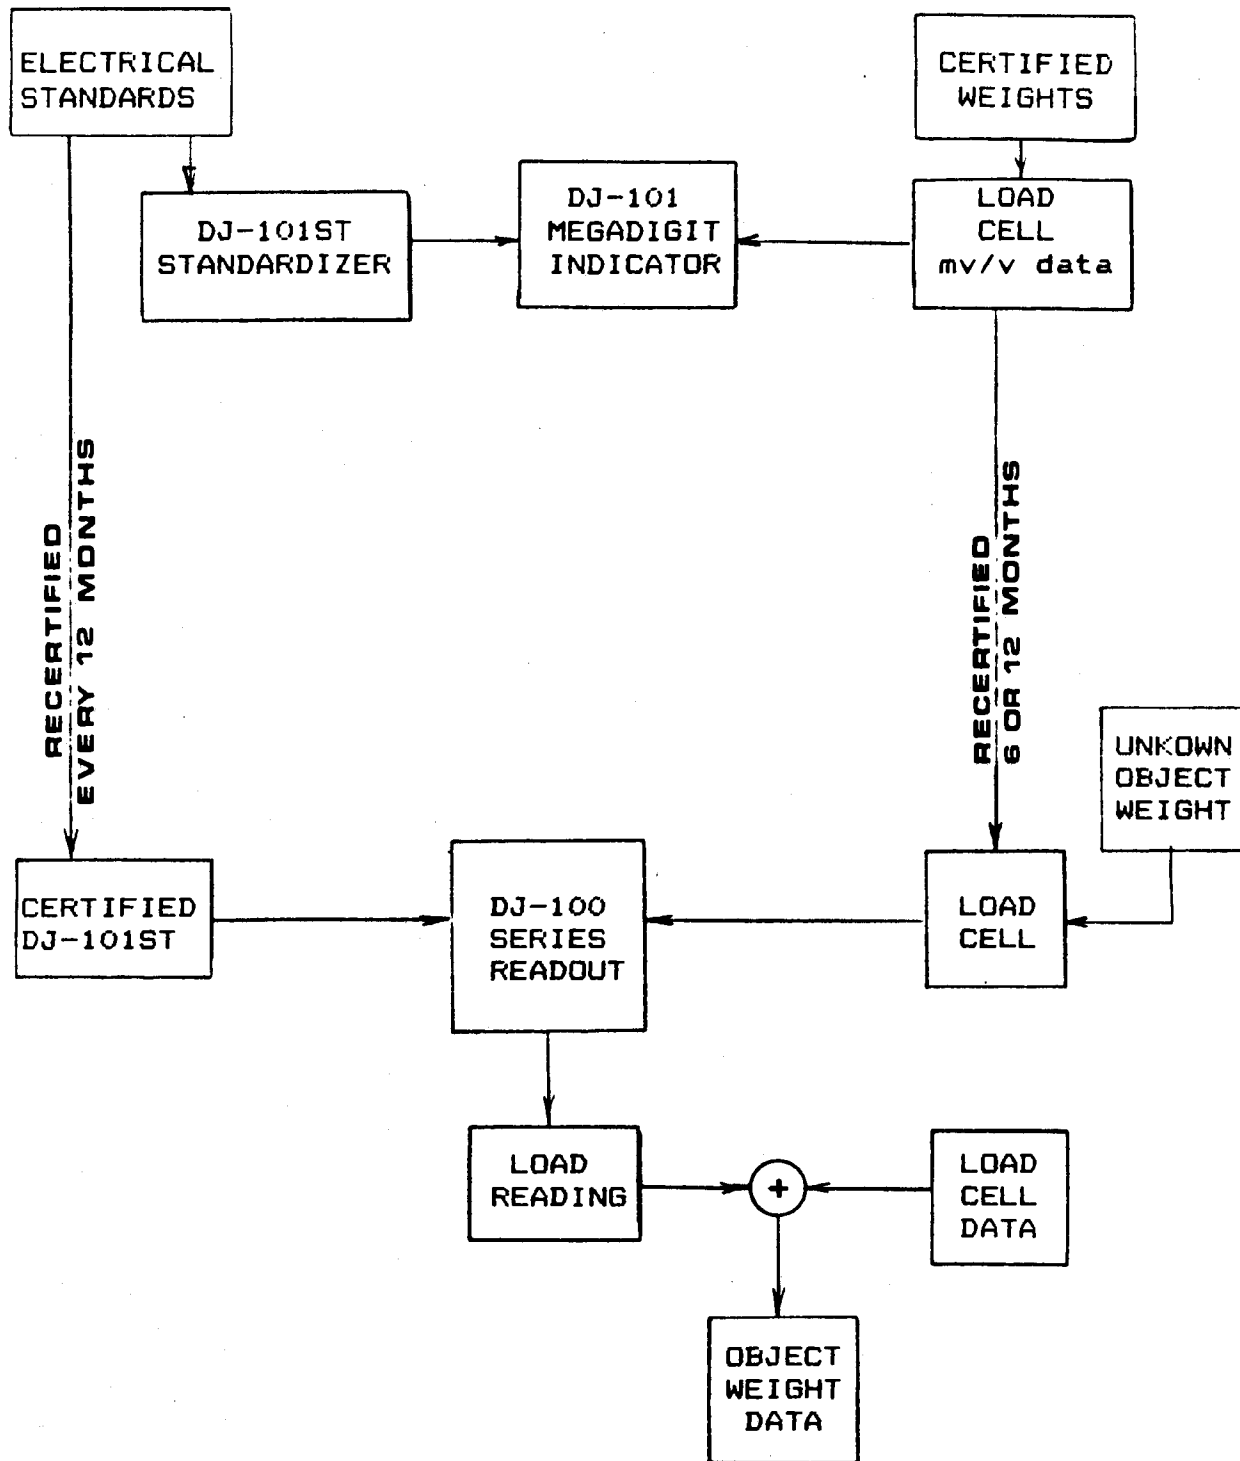 ELECTRICAL
STANDARDS
CERTIFIED
WEIGHTS
DJ-101ST
STANDARDIZER
DJ-101
MEGADIGIT
INDICATOR
LOAD
CELL
mv/v data
RECERTIFIED
EVERY 12 MONTHS
RECERTIFIED
6 OR 12 MONTHS
UNKOWN
OBJECT
WEIGHT
CERTIFIED
DJ-101ST
DJ-100
SERIES
READOUT
LOAD
CELL
LOAD
READING
+
LOAD
CELL
DATA
OBJECT
WEIGHT
DATA